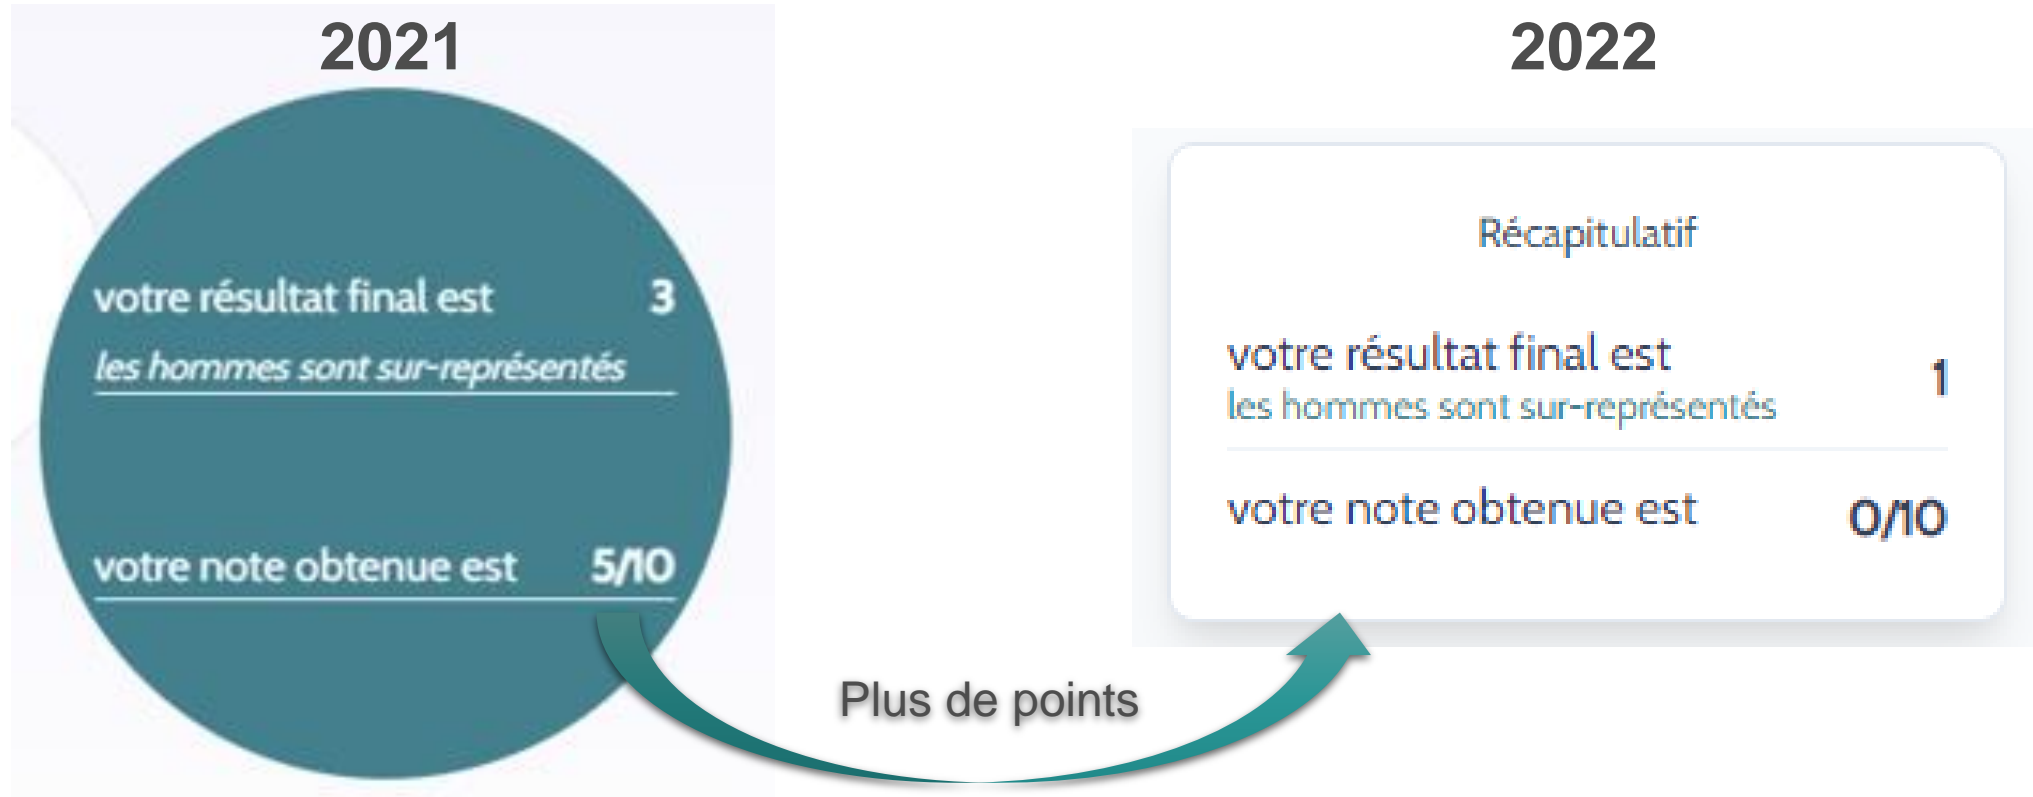 2021
votre résultat final est 3
les hommes sont sur-représentés
votre note obtenue est 5/10
Plus de points
2022
Récapitulatif
votre résultat final est 1
les hommes sont sur-représentés
votre note obtenue est 0/10